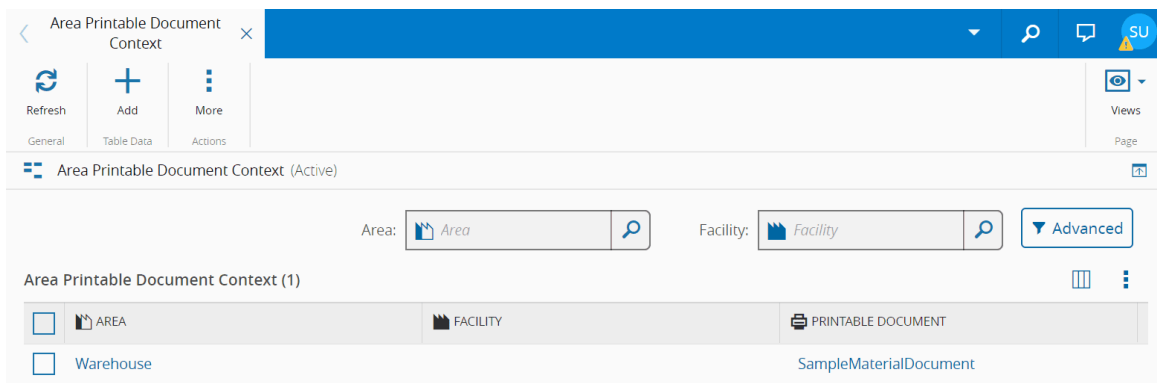 Area Printable Document
Context
SU
Refresh
Add
More
Views
General
Table Data
Actions
Page
Area Printable Document Context (Active)
Area: Area
Facility: Facility
Advanced
Area Printable Document Context (1)
AREA
FACILITY
PRINTABLE DOCUMENT
Warehouse
SampleMaterialDocument